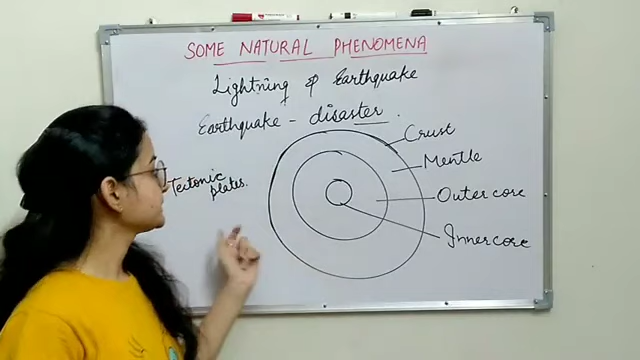 SOME NATURAL PHENOMENA
Lightning & Earthquake
Earthquake - disaster.
Crust
Mentle
Tectonic
plates.
Outer core
Inner core